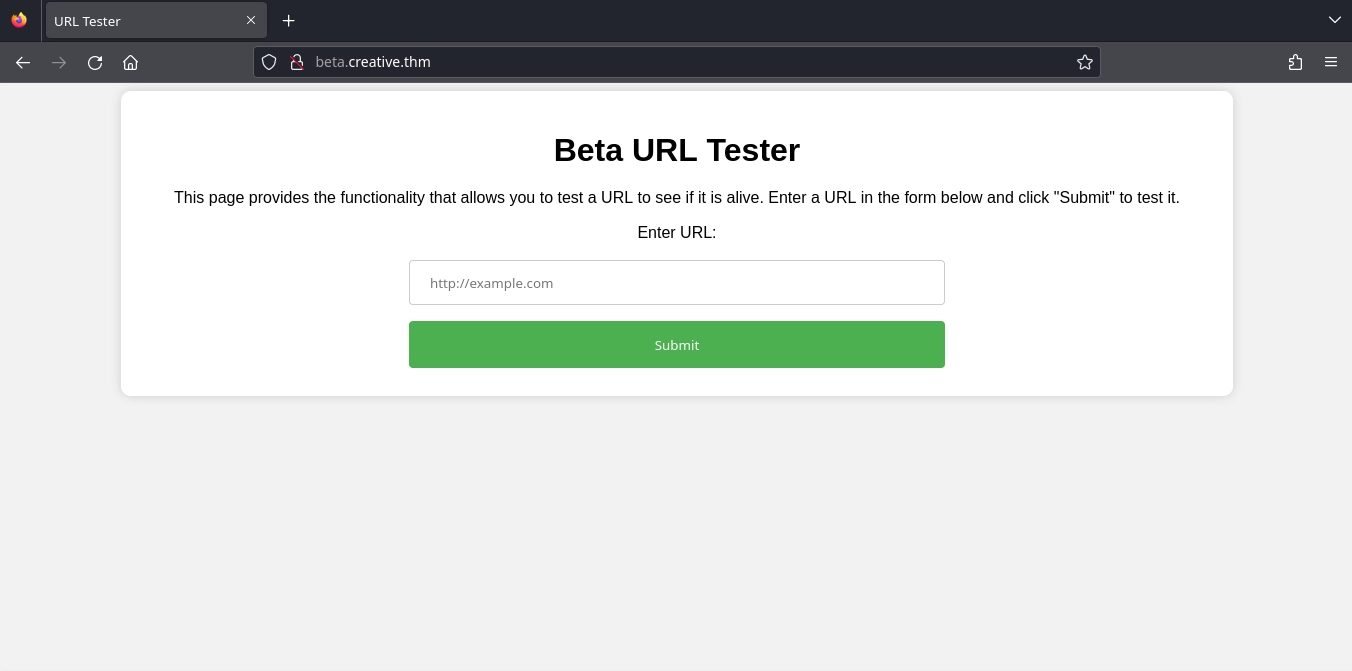 URL Tester
beta.creative.thm
Beta URL Tester
This page provides the functionality that allows you to test a URL to see if it is alive. Enter a URL in the form below and click "Submit" to test it.
Enter URL:
http://example.com
Submit